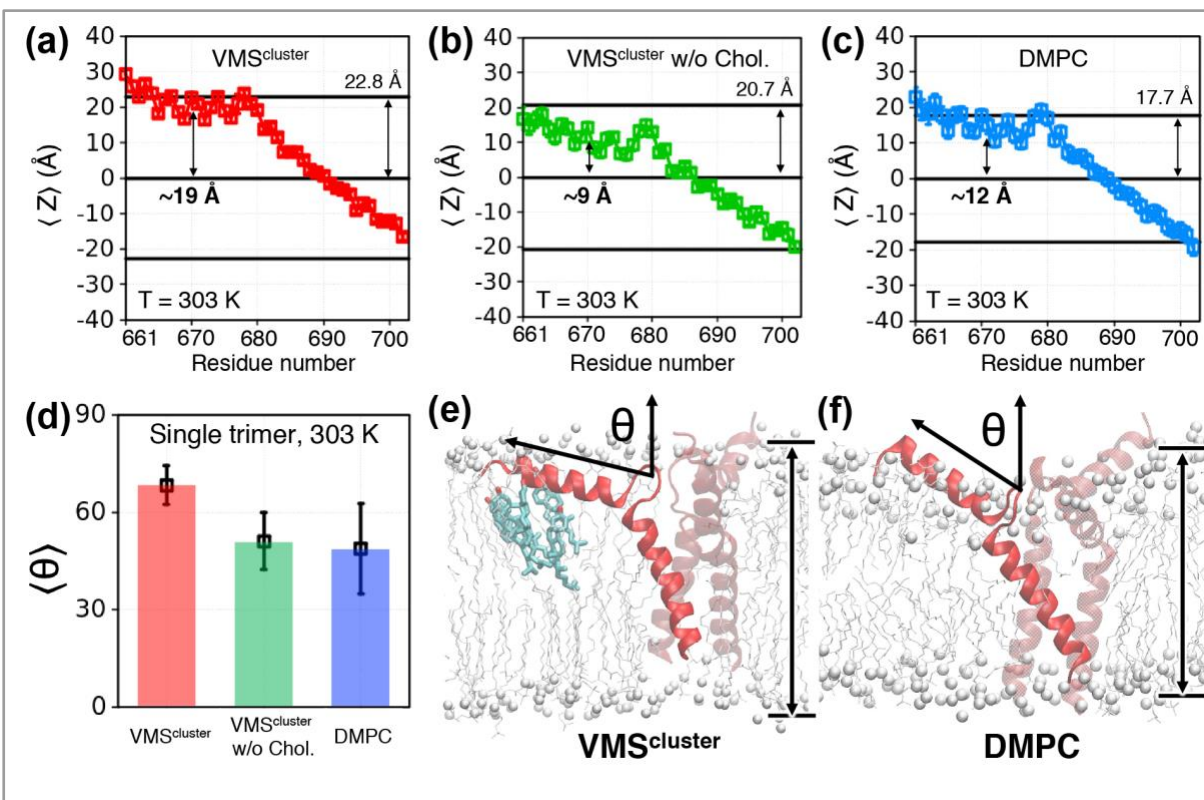 (a)
VMScluster
22.8 Å
~19 Å
T = 303 K
⟨ Z⟩ (Å)
40
30
20
10
0
-10
-20
-30
-40
661 670 680 690 700
Residue number
(b)
VMScluster w/o Chol.
20.7 Å
~9 Å
T = 303 K
⟨ Z⟩ (Å)
40
30
20
10
0
-10
-20
-30
-40
661 670 680 690 700
Residue number
(c)
DMPC
17.7 Å
~12 Å
T = 303 K
⟨ Z⟩ (Å)
40
30
20
10
0
-10
-20
-30
-40
661 670 680 690 700
Residue number
(d)
Single trimer, 303 K
⟨θ⟩
90
60
30
0
VMScluster
VMScluster
w/o Chol.
DMPC
(e)
θ
VMScluster
(f)
θ
DMPC